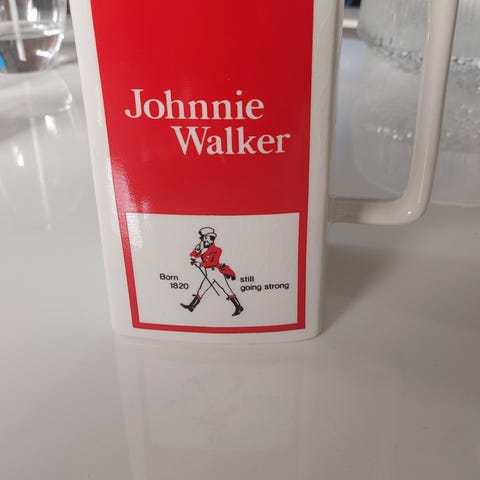 Johnnie
Walker
Born
1820
still
going strong